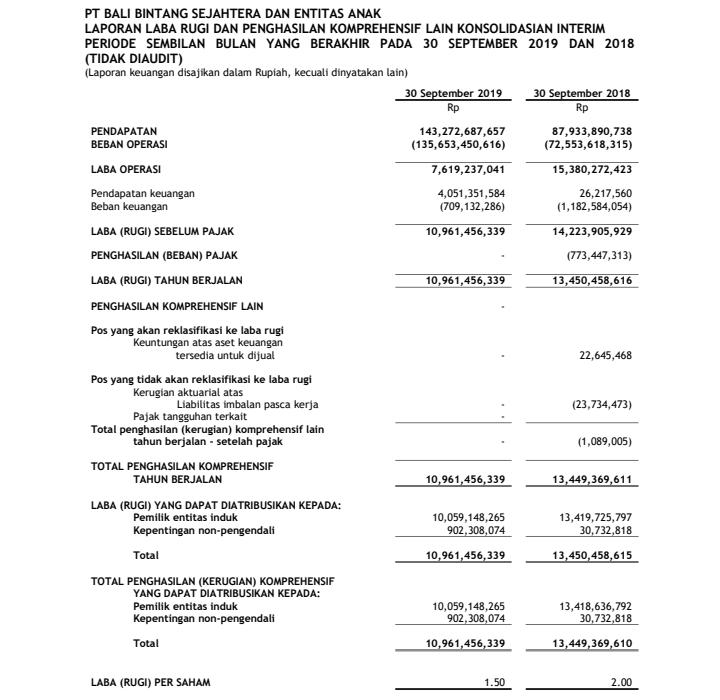 PT BALI BINTANG SEJAHTERA DAN ENTITAS ANAK
LAPORAN LABA RUGI DAN PENGHASILAN KOMPREHENSIF LAIN KONSOLIDASIAN INTERIM
PERIODE SEMBILAN BULAN YANG BERAKHIR PADA 30 SEPTEMBER 2019 DAN 2018
(TIDAK DIAUDIT)
(Laporan keuangan disajikan dalam Rupiah, kecuali dinyatakan lain)
30 September 2019 30 September 2018
Rp Rp
PENDAPATAN 143,272,687,657 87,933,890,738
BEBAN OPERASI (135,653,450,616) (72,553,618,315)
LABA OPERASI 7,619,237,041 15,380,272,423
Pendapatan keuangan 4,051,351,584 26,217,560
Beban keuangan (709,132,286) (1,182,584,054)
LABA (RUGI) SEBELUM PAJAK 10,961,456,339 14,223,905,929
PENGHASILAN (BEBAN) PAJAK - (773,447,313)
LABA (RUGI) TAHUN BERJALAN 10,961,456,339 13,450,458,616
PENGHASILAN KOMPREHENSIF LAIN -
Pos yang akan reklasifikasi ke laba rugi
Keuntungan atas aset keuangan
tersedia untuk dijual - 22,645,468
Pos yang tidak akan reklasifikasi ke laba rugi
Kerugian aktuarial atas
Liabilitas imbalan pasca kerja - (23,734,473)
Pajak tangguhan terkait -
Total penghasilan (kerugian) komprehensif lain
tahun berjalan - setelah pajak - (1,089,005)
TOTAL PENGHASILAN KOMPREHENSIF
TAHUN BERJALAN 10,961,456,339 13,449,369,611
LABA (RUGI) YANG DAPAT DIATRIBUSIKAN KEPADA:
Pemilik entitas induk 10,059,148,265 13,419,725,797
Kepentingan non-pengendali 902,308,074 30,732,818
Total 10,961,456,339 13,450,458,615
TOTAL PENGHASILAN (KERUGIAN) KOMPREHENSIF
YANG DAPAT DIATRIBUSIKAN KEPADA:
Pemilik entitas induk 10,059,148,265 13,418,636,792
Kepentingan non-pengendali 902,308,074 30,732,818
Total 10,961,456,339 13,449,369,610
LABA (RUGI) PER SAHAM 1.50 2.00